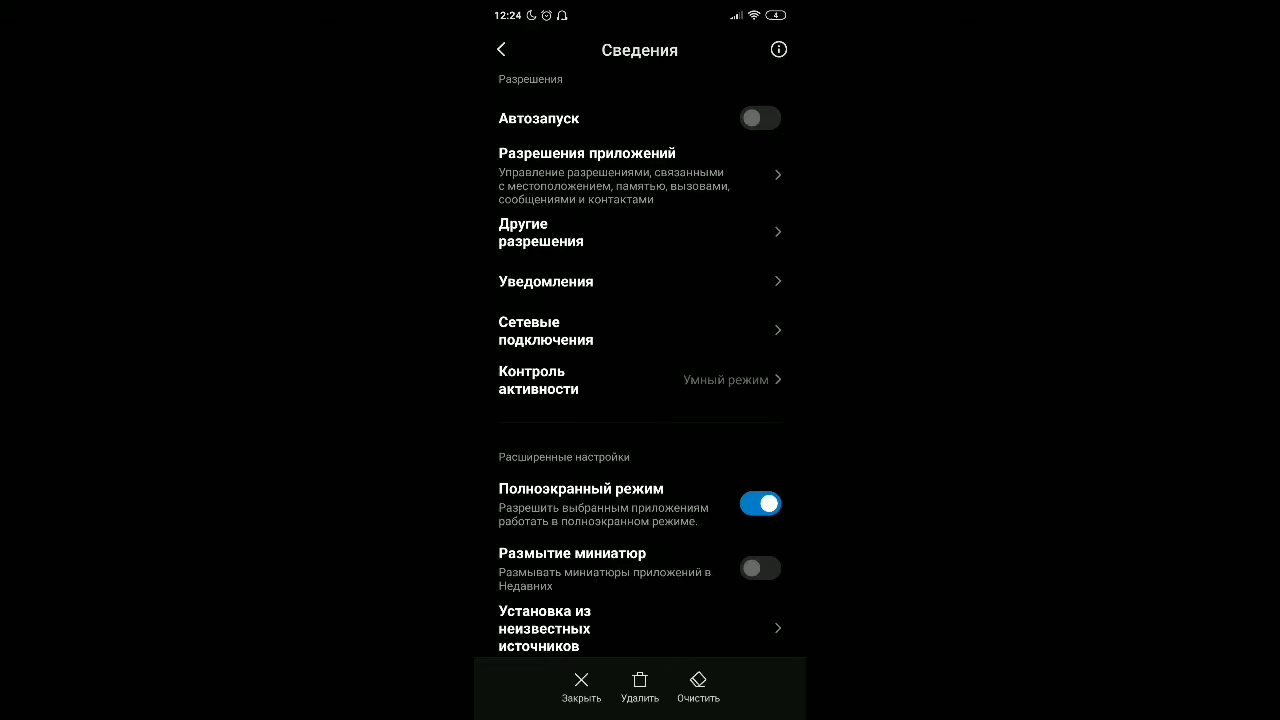 12:24
4
Сведения
Разрешения
Автозапуск
Разрешения приложений
Управление разрешениями, связанными
с местоположением, памятью, вызовами,
сообщениями и контактами
Другие
разрешения
Уведомления
Сетевые
подключения
Контроль
активности
Умный режим
Расширенные настройки
Полноэкранный режим
Разрешить выбранным приложениям
работать в полноэкранном режиме.
Размытие миниатюр
Размывать миниатюры приложений в
Недавних
Установка из
неизвестных
источников
Закрыть
Удалить
Очистить